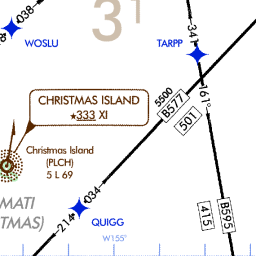 038
WOSLU
31
TARPP
341
CHRISTMAS ISLAND
★333 XI
5500
B577
501
161°
Christmas Island
(PLCH)
5 L 69
034
214
QUIGG
MATI
TMAS)
W155°
415
B595